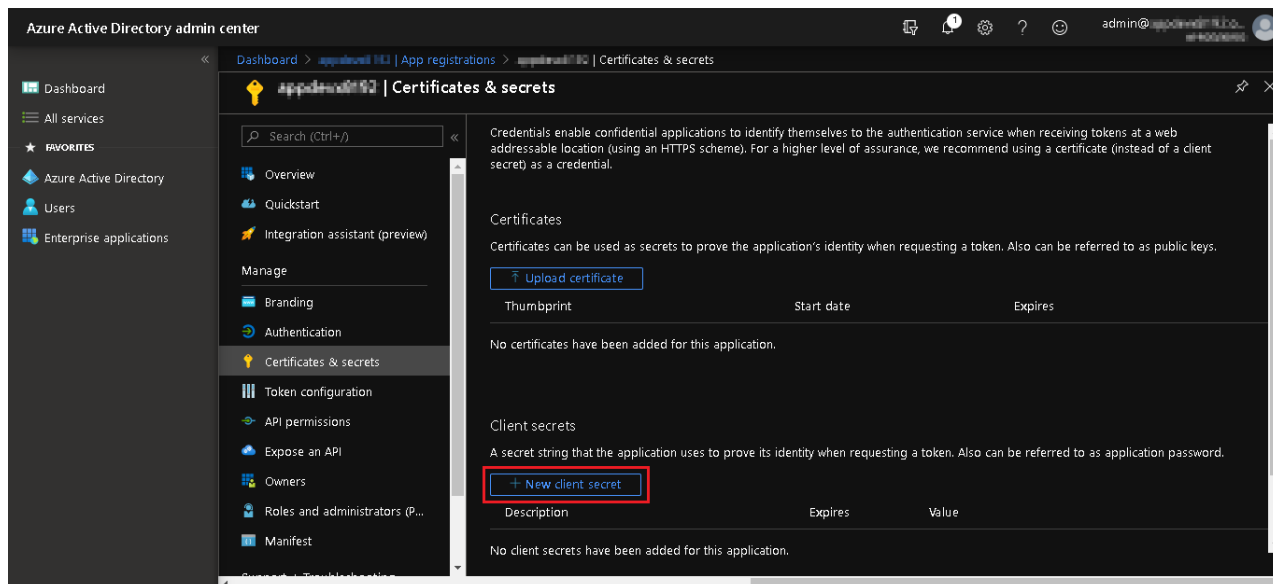 Azure Active Directory admin center
1
admin@
«
Dashboard
All services
FAVORITES
Azure Active Directory
Users
Enterprise applications
Dashboard > | App registrations > | Certificates & secrets
| Certificates & secrets
Search (Ctrl+/)
«
Overview
Quickstart
Integration assistant (preview)
Manage
Branding
Authentication
Certificates & secrets
Token configuration
API permissions
Expose an API
Owners
Roles and administrators (P...
Manifest
Support + Troubleshooting
Credentials enable confidential applications to identify themselves to the authentication service when receiving tokens at a web
addressable location (using an HTTPS scheme). For a higher level of assurance, we recommend using a certificate (instead of a client
secret) as a credential.
Certificates
Certificates can be used as secrets to prove the application's identity when requesting a token. Also can be referred to as public keys.
Upload certificate
Thumbprint Start date Expires
No certificates have been added for this application.
Client secrets
A secret string that the application uses to prove its identity when requesting a token. Also can be referred to as application password.
+ New client secret
Description Expires Value
No client secrets have been added for this application.